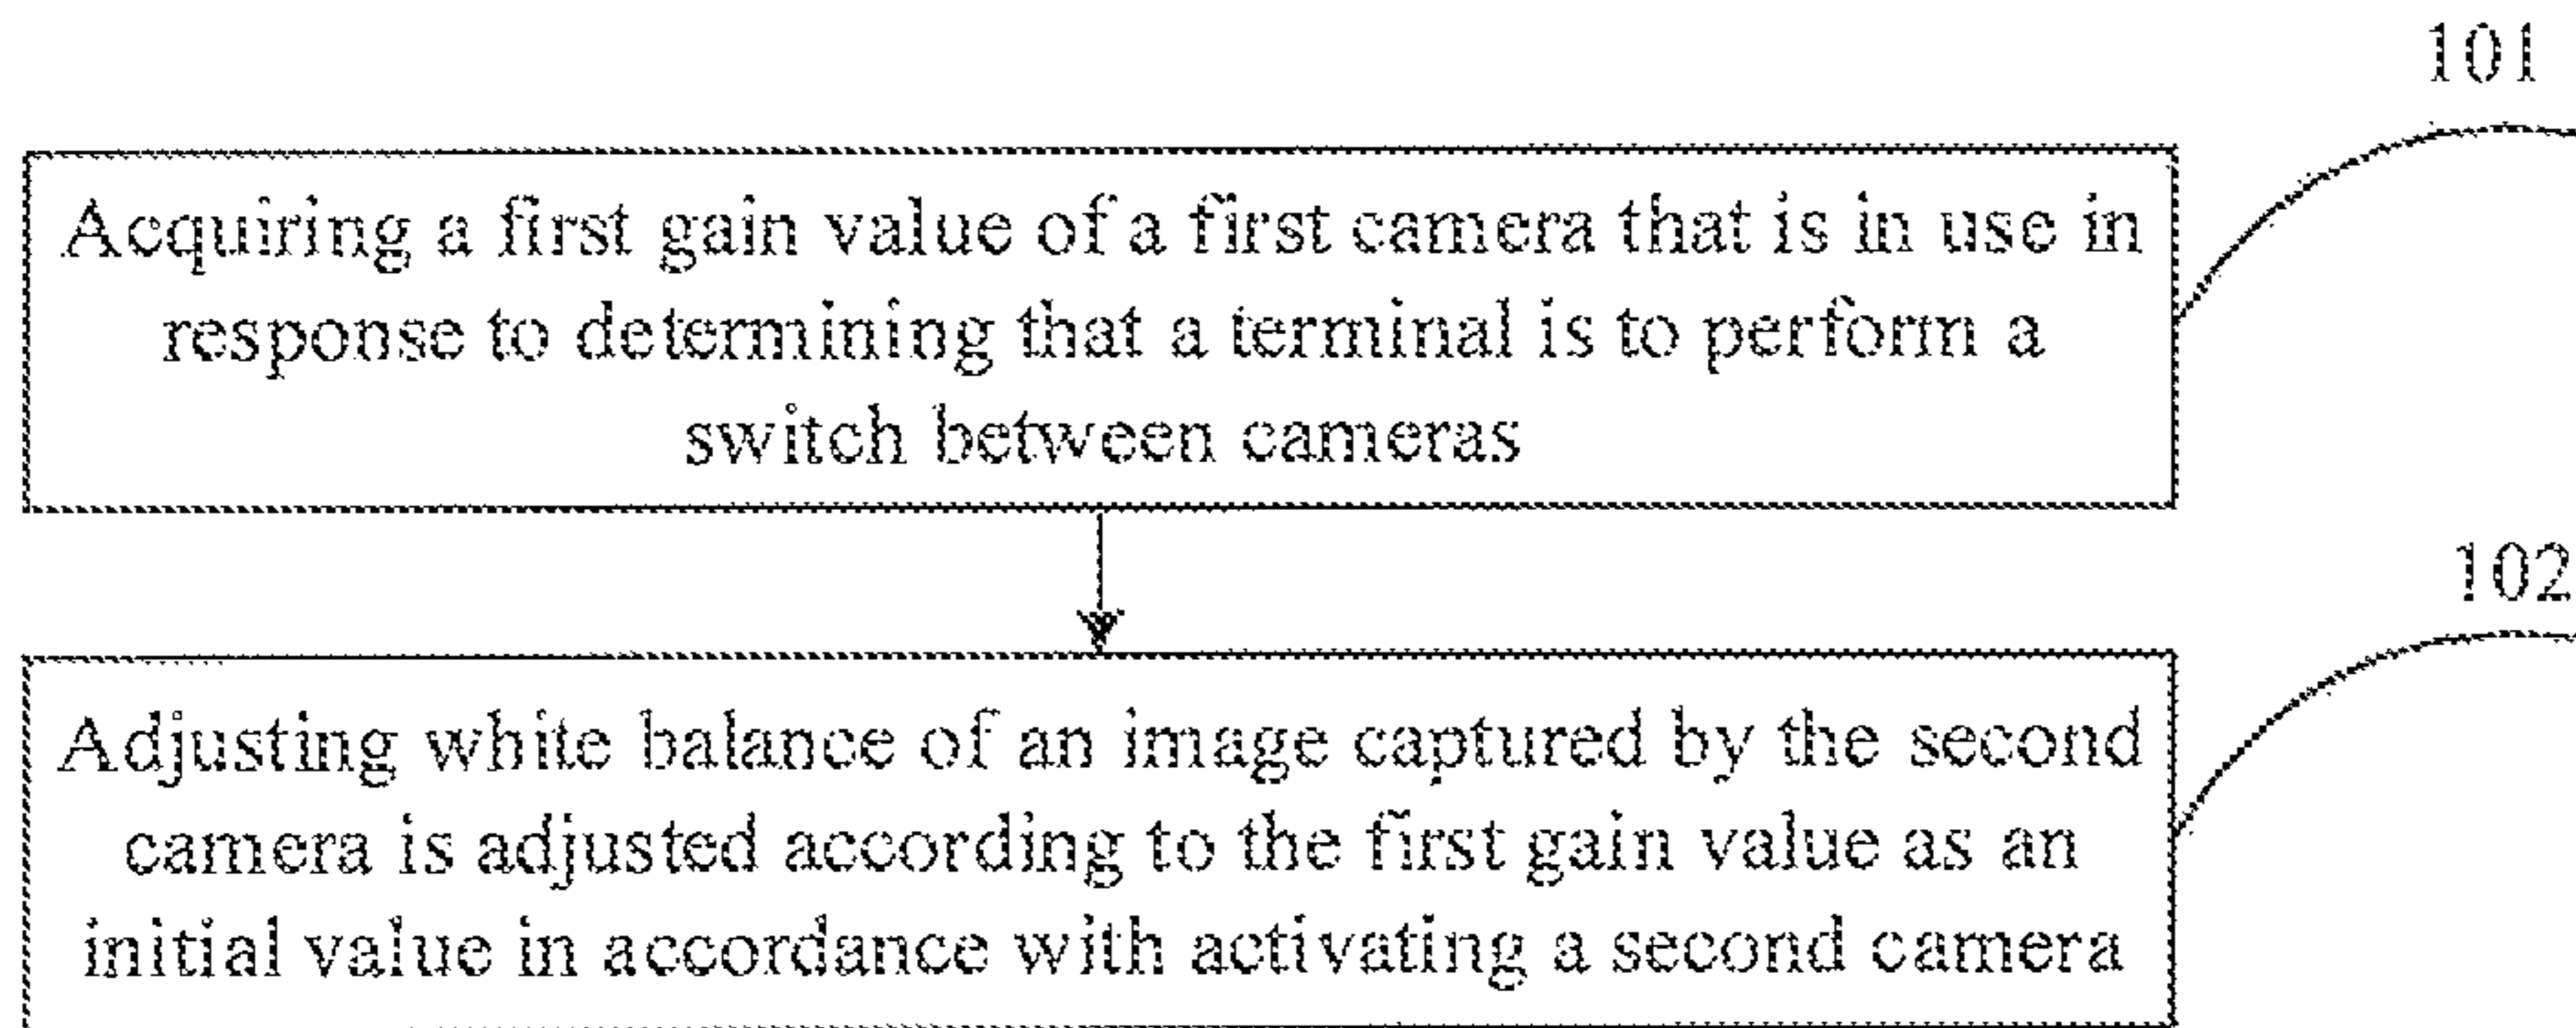 101
Acquiring a first gain value of a first camera that is in use in
response to determining that a terminal is to perform a
switch between cameras
102
Adjusting white balance of an image captured by the second
camera is adjusted according to the first gain value as an
initial value in accordance with activating a second camera